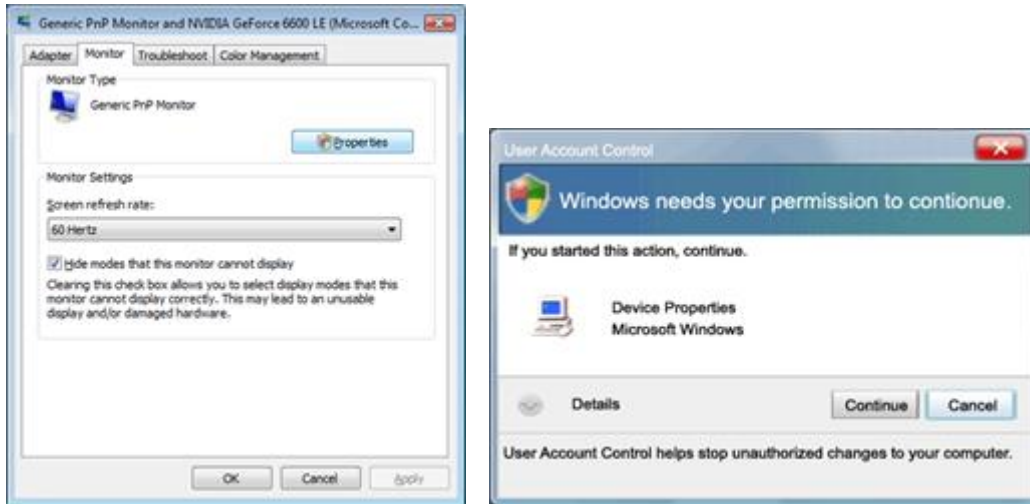 Generic PnP Monitor and NVIDIA GeForce 6600 LE (Microsoft Co...
Adapter Monitor Troubleshoot Color Management
Monitor Type
Generic PnP Monitor
Properties
Monitor Settings
Screen refresh rate:
60 Hertz
Hide modes that this monitor cannot display
Clearing this check box allows you to select display modes that this
monitor cannot display correctly. This may lead to an unusable
display and/or damaged hardware.
OK Cancel Apply
User Account Control
Windows needs your permission to contionue.
If you started this action, continue.
Device Properties
Microsoft Windows
Details Continue Cancel
User Account Control helps stop unauthorized changes to your computer.